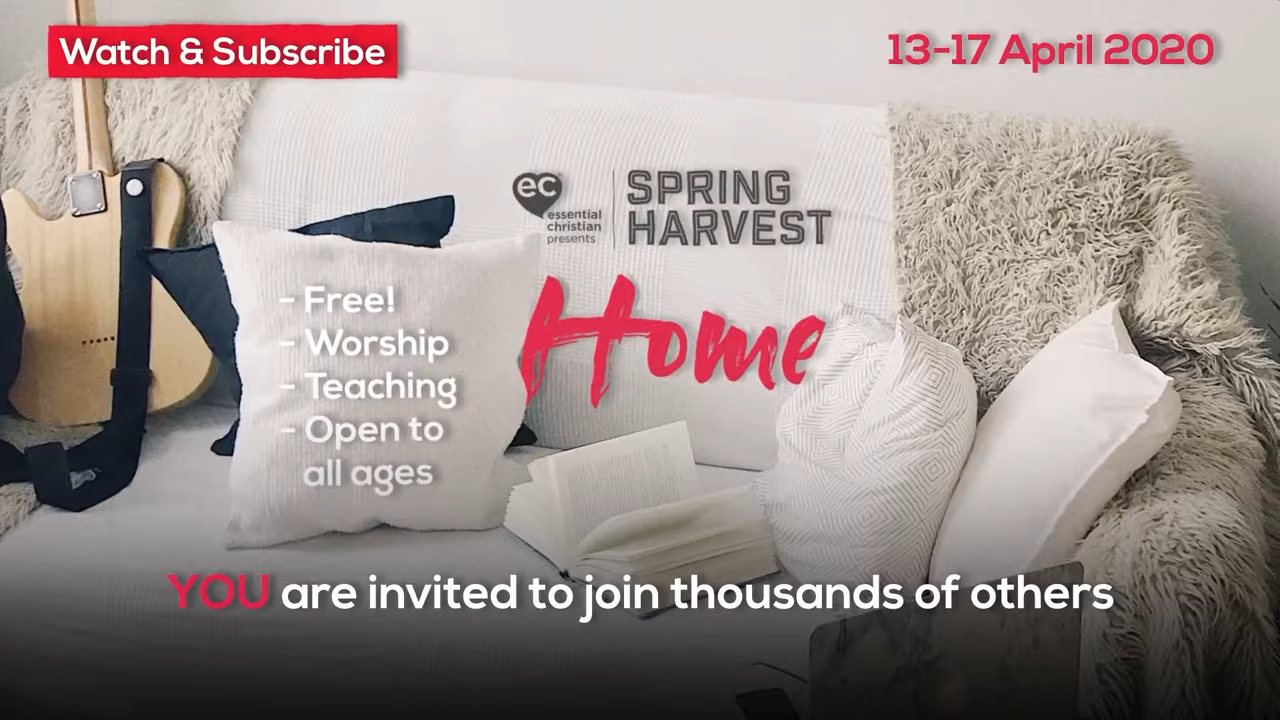 Watch & Subscribe
13-17 April 2020
ec
essential
christian
presents
SPRING
HARVEST
Home
- Free!
- Worship
- Teaching
- Open to
all ages
YOU are invited to join thousands of others